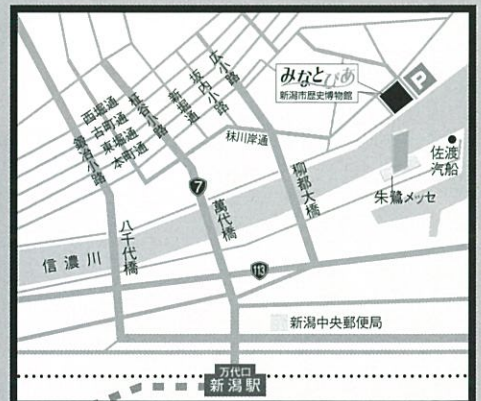 みなとぴあ
新潟市歴史博物館
P
広小路
坂内小路
新堀通
柾谷小路
西堀通
古町通
東堀通
本町通
鍛冶小路
秣川岸通
佐渡
汽船
朱鷺メッセ
柳都大橋
7
萬代橋
八千代橋
信濃川
113
新潟中央郵便局
万代口
新潟駅